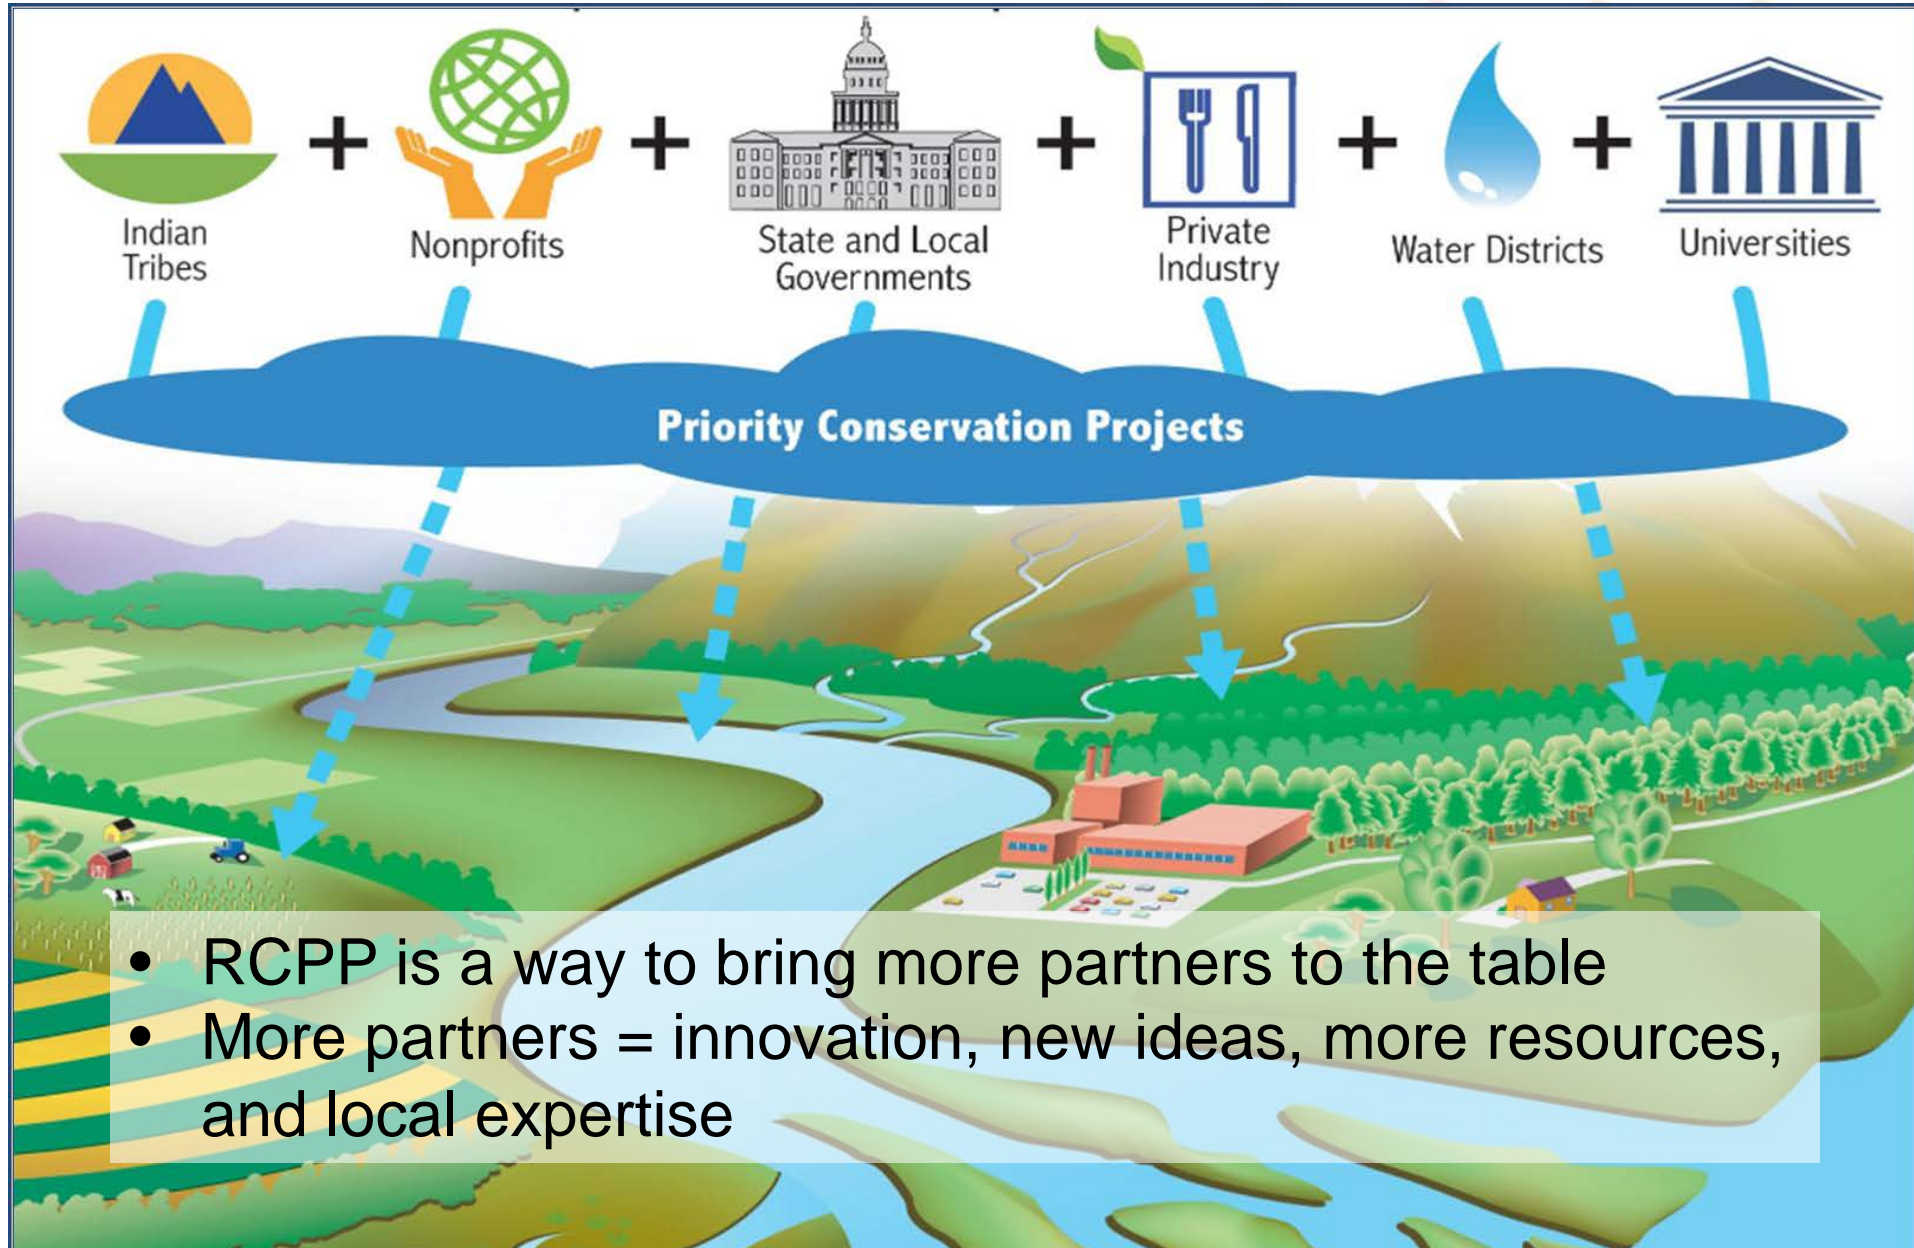 Indian
Tribes
Nonprofits
State and Local
Governments
Private
Industry
Water Districts
Universities
Priority Conservation Projects
• RCPP is a way to bring more partners to the table
• More partners = innovation, new ideas, more resources,
and local expertise